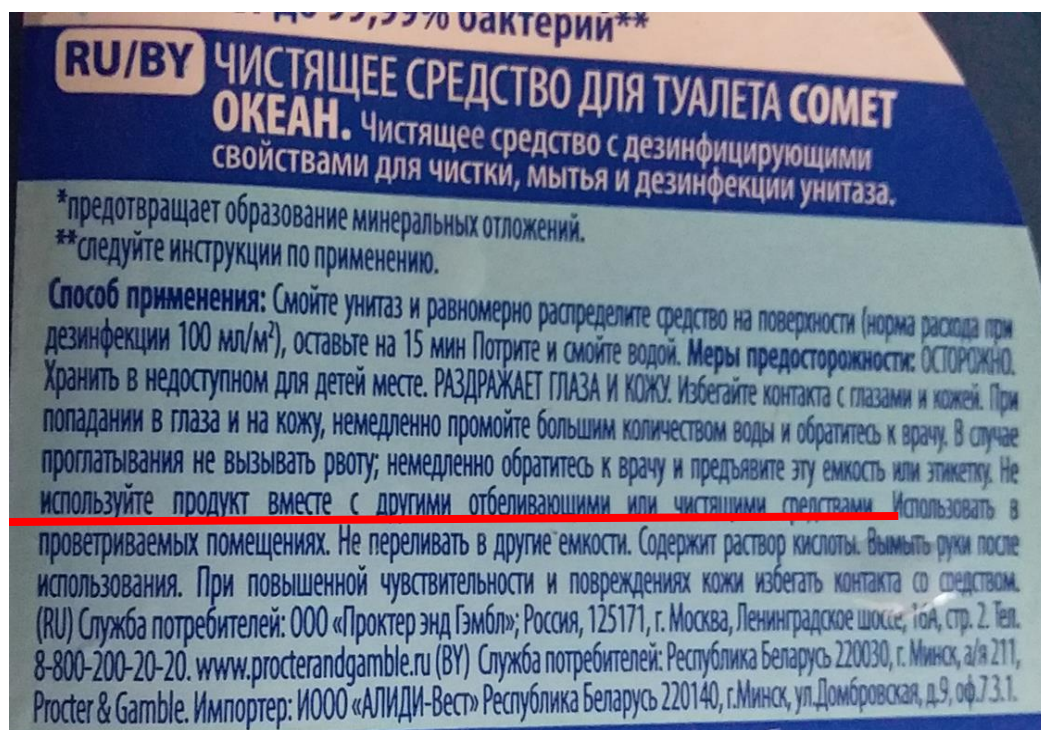 до 99,99% бактерий**
RU/BY ЧИСТЯЩЕЕ СРЕДСТВО ДЛЯ ТУАЛЕТА COMET
ОКЕАН. Чистящее средство с дезинфицирующими
свойствами для чистки, мытья и дезинфекции унитаза.
*предотвращает образование минеральных отложений.
**следуйте инструкции по применению.
Способ применения: Смойте унитаз и равномерно распределите средство на поверхности (норма расхода при
дезинфекции 100 мл/м²), оставьте на 15 мин Потрите и смойте водой. Меры предосторожности: ОСТОРОЖНО.
Хранить в недоступном для детей месте. РАЗДРАЖАЕТ ГЛАЗА И КОЖУ. Избегайте контакта с глазами и кожей. При
попадании в глаза и на кожу, немедленно промойте большим количеством воды и обратитесь к врачу. В случае
проглатывания не вызывать рвоту; немедленно обратитесь к врачу и предъявите эту емкость или этикетку. Не
используйте продукт вместе с другими отбеливающими или чистящими средствами Использовать в
проветриваемых помещениях. Не переливать в другие емкости. Содержит раствор кислоты. Вымыть руки после
использования. При повышенной чувствительности и повреждениях кожи избегать контакта со средством.
(RU) Служба потребителей: ООО «Проктер энд Гэмбл»; Россия, 125171, г. Москва, Ленинградское шоссе, 16А, стр. 2. Тел.
8-800-200-20-20. www.procterandgamble.ru (BY) Служба потребителей: Республика Беларусь 220030, г. Минск, а/я 211,
Procter & Gamble. Импортер: ИООО «АЛИДИ-Вест» Республика Беларусь 220140, г.Минск, ул.Домбровская, д.9, оф.7.3.1.